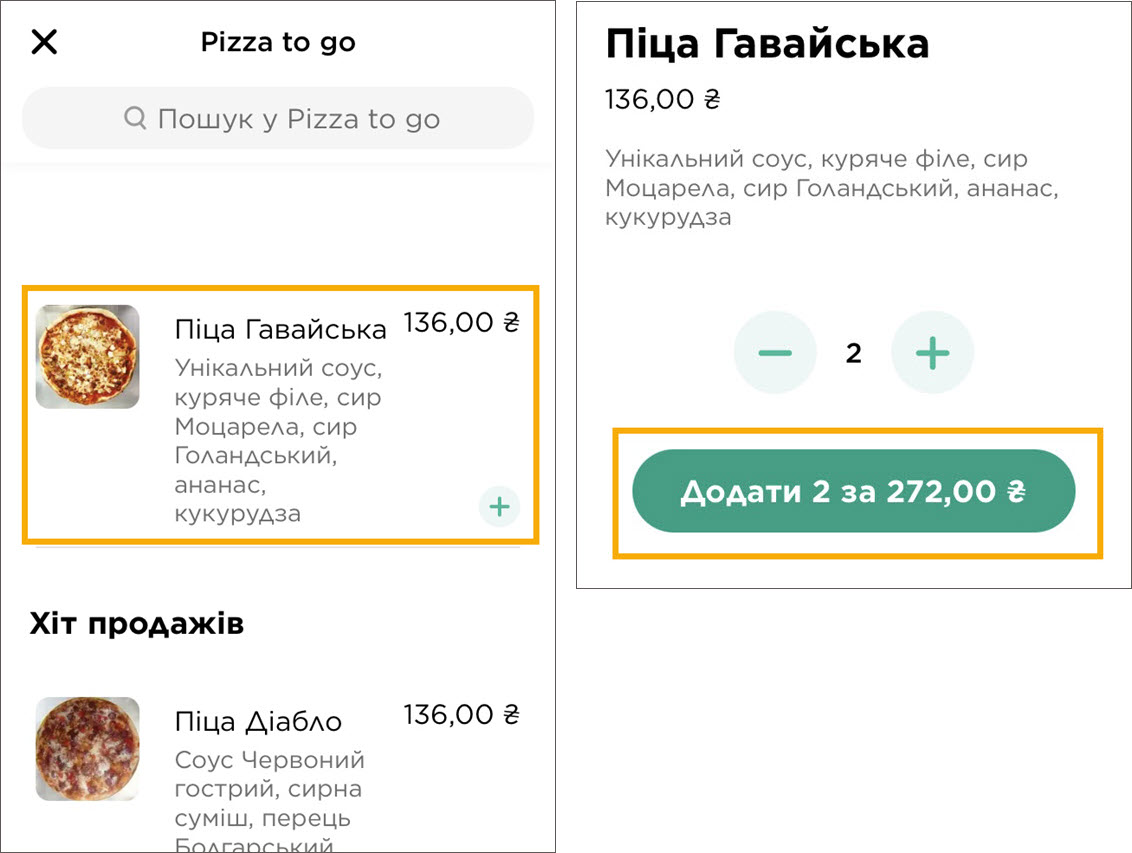 Pizza to go
Пошук у Pizza to go
Піца Гавайська 136,00 ₴
Унікальний соус,
куряче філе, сир
Моцарела, сир
Голандський,
ананас,
кукурудза
Хіт продажів
Піца Діабло 136,00 ₴
Соус Червоний
гострий, сирна
суміш, перець
Болгарський
Піца Гавайська
136,00 ₴
Унікальний соус, куряче філе, сир
Моцарела, сир Голандський, ананас,
кукурудза
2
Додати 2 за 272,00 ₴